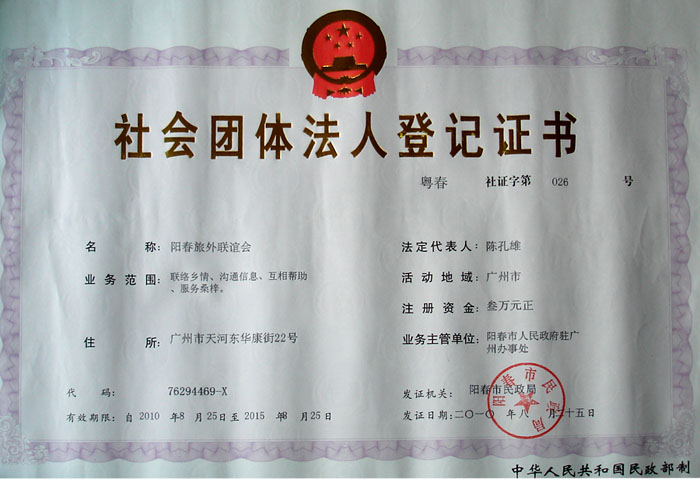 社会团体法人登记证书
粤春 社证字第 026 号
名 称: 阳春旅外联谊会
法定代表人: 陈孔雄
业务范围: 联络乡情、沟通信息、互相帮助
、服务桑梓。
活动地域: 广州市
注册资金: 叁万元正
住 所: 广州市天河东华康街22号
业务主管单位: 阳春市人民政府驻广
州办事处
代 码: 76294469-X
发证机关: 阳春市民政局
有效期限: 自 2010 年8 月 25日至 2015 年8 月 25日
发证日期: 二〇一〇 年 八 月二十五日
阳春市民政局
中华人民共和国民政部制